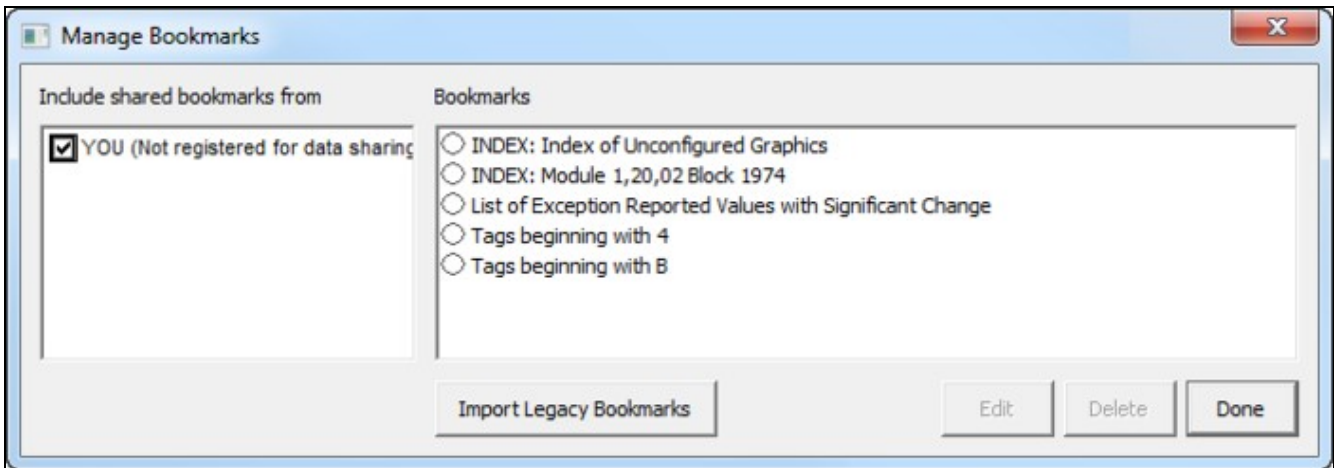 Manage Bookmarks
Include shared bookmarks from
Bookmarks
YOU (Not registered for data sharing
INDEX: Index of Unconfigured Graphics
INDEX: Module 1,20,02 Block 1974
List of Exception Reported Values with Significant Change
Tags beginning with 4
Tags beginning with B
Import Legacy Bookmarks
Edit
Delete
Done